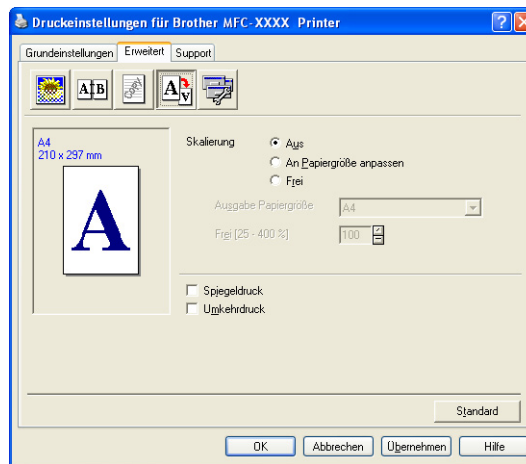 Druckeinstellungen für Brother MFC-XXXX Printer
Grundeinstellungen Erweitert Support
A B Copy A A
A4
210 x 297 mm
A
Skalierung Aus
An Papiergröße anpassen
Frei
Ausgabe Papiergröße A4
Frei [25 - 400 %] 100
Spiegeldruck
Umkehrdruck
Standard
OK Abbrechen Übernehmen Hilfe